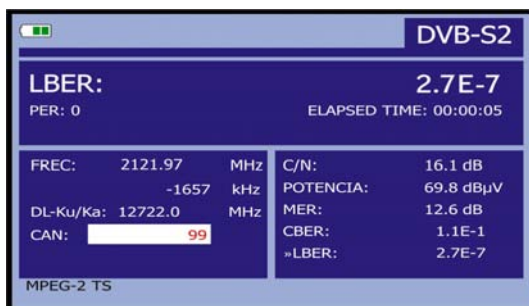 DVB-S2
LBER: 2.7E-7
PER: 0 ELAPSED TIME: 00:00:05
FREC: 2121.97 MHz
-1657 kHz
DL-Ku/Ka: 12722.0 MHz
CAN: 99
C/N: 16.1 dB
POTENCIA: 69.8 dBµV
MER: 12.6 dB
CBER: 1.1E-1
»LBER: 2.7E-7
MPEG-2 TS